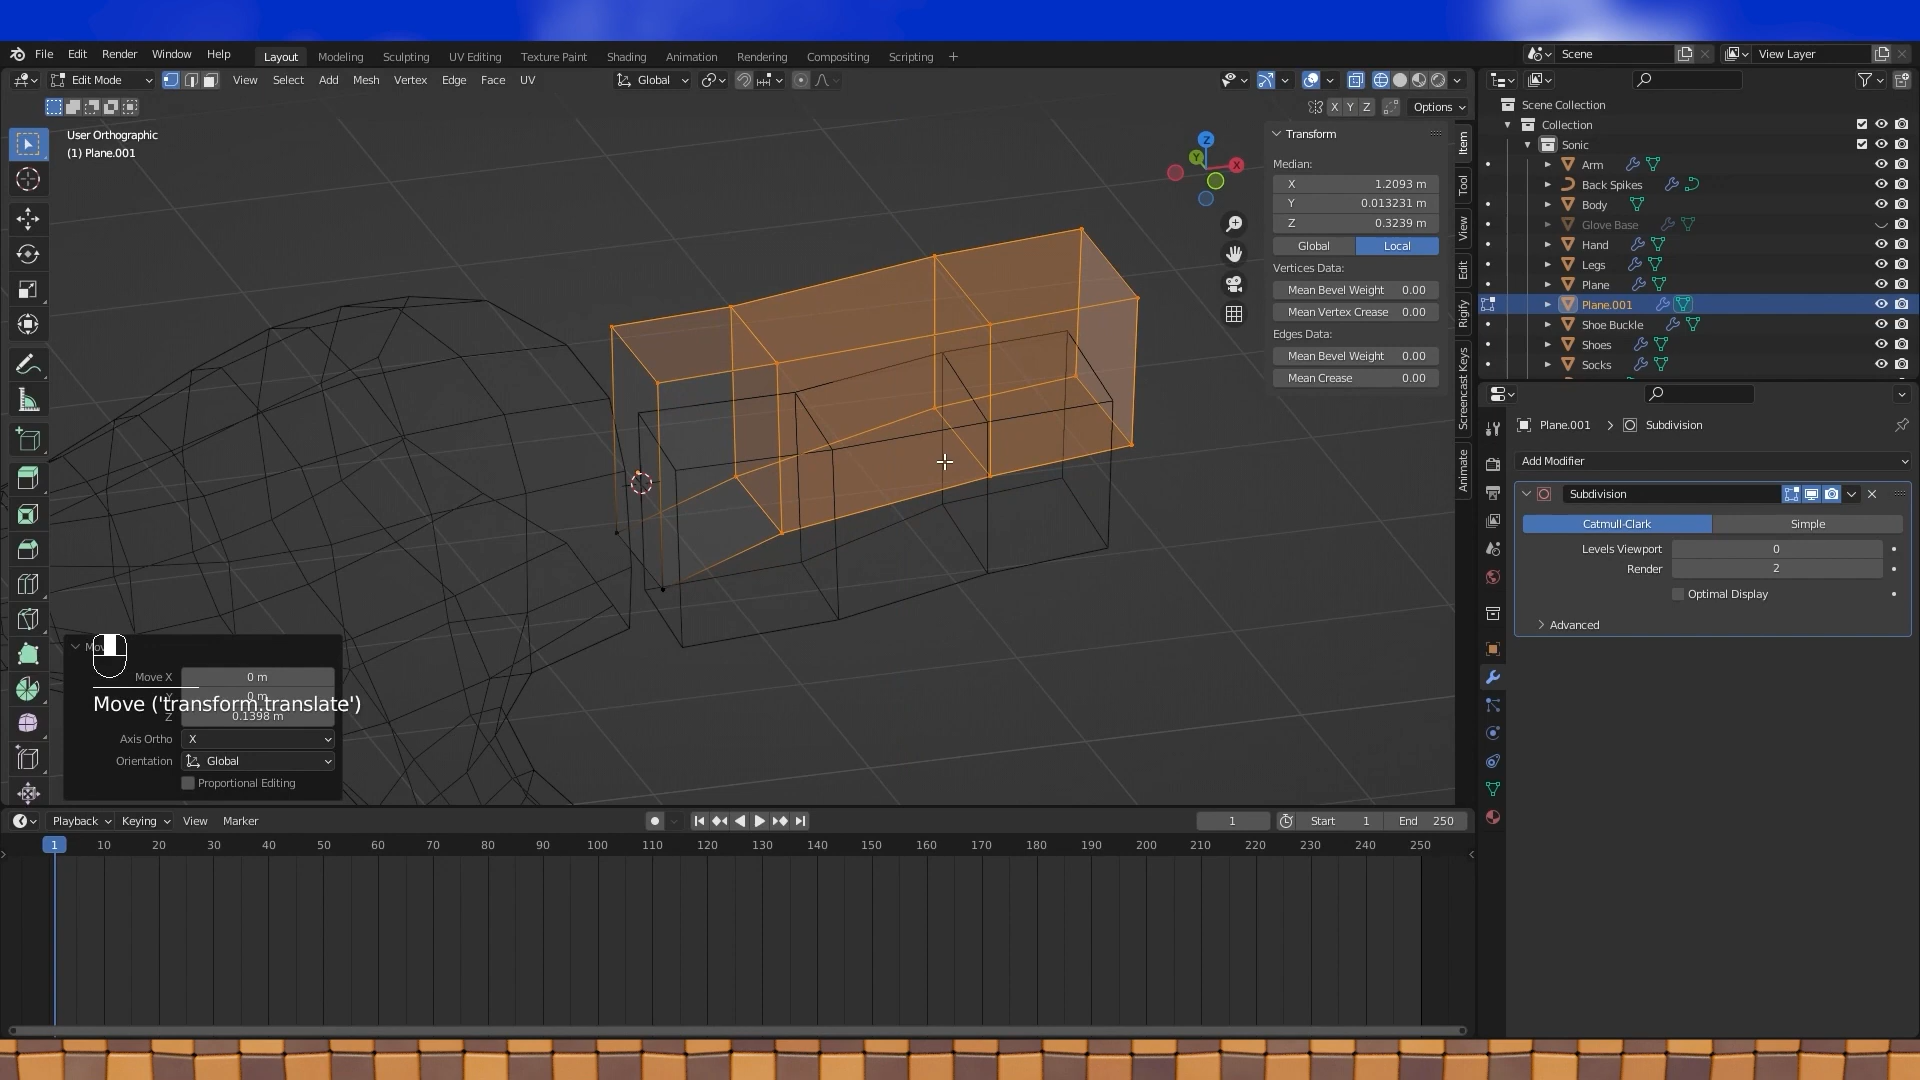 File Edit Render Window Help Layout Modeling Sculpting UV Editing Texture Paint Shading Animation Rendering Compositing Scripting Scene View Layer
Edit Mode View Select Add Mesh Vertex Edge Face UV Global
X Y Z Options
User Orthographic
(1) Plane.001
Z
Y
X
Transform
Median:
X 1.2093 m
Y 0.013231 m
Z 0.3239 m
Global Local
Vertices Data:
Mean Bevel Weight 0.00
Mean Vertex Crease 0.00
Edges Data:
Mean Bevel Weight 0.00
Mean Crease 0.00
Item
Tool
View
Edit
Rigify
Screencast Keys
Animate
Scene Collection
Collection
Sonic
Arm
Back Spikes
Body
Glove Base
Hand
Legs
Plane
Plane.001
Shoe Buckle
Shoes
Socks
Plane.001 Subdivision
Add Modifier
Subdivision
Catmull-Clark Simple
Levels Viewport 0
Render 2
Optimal Display
Advanced
Move X 0 m
0 m
Move ('transform.translate')
Z 0.1398 m
Axis Ortho X
Orientation Global
Proportional Editing
Playback Keying View Marker 1 Start 1 End 250
1 10 20 30 40 50 60 70 80 90 100 110 120 130 140 150 160 170 180 190 200 210 220 230 240 250